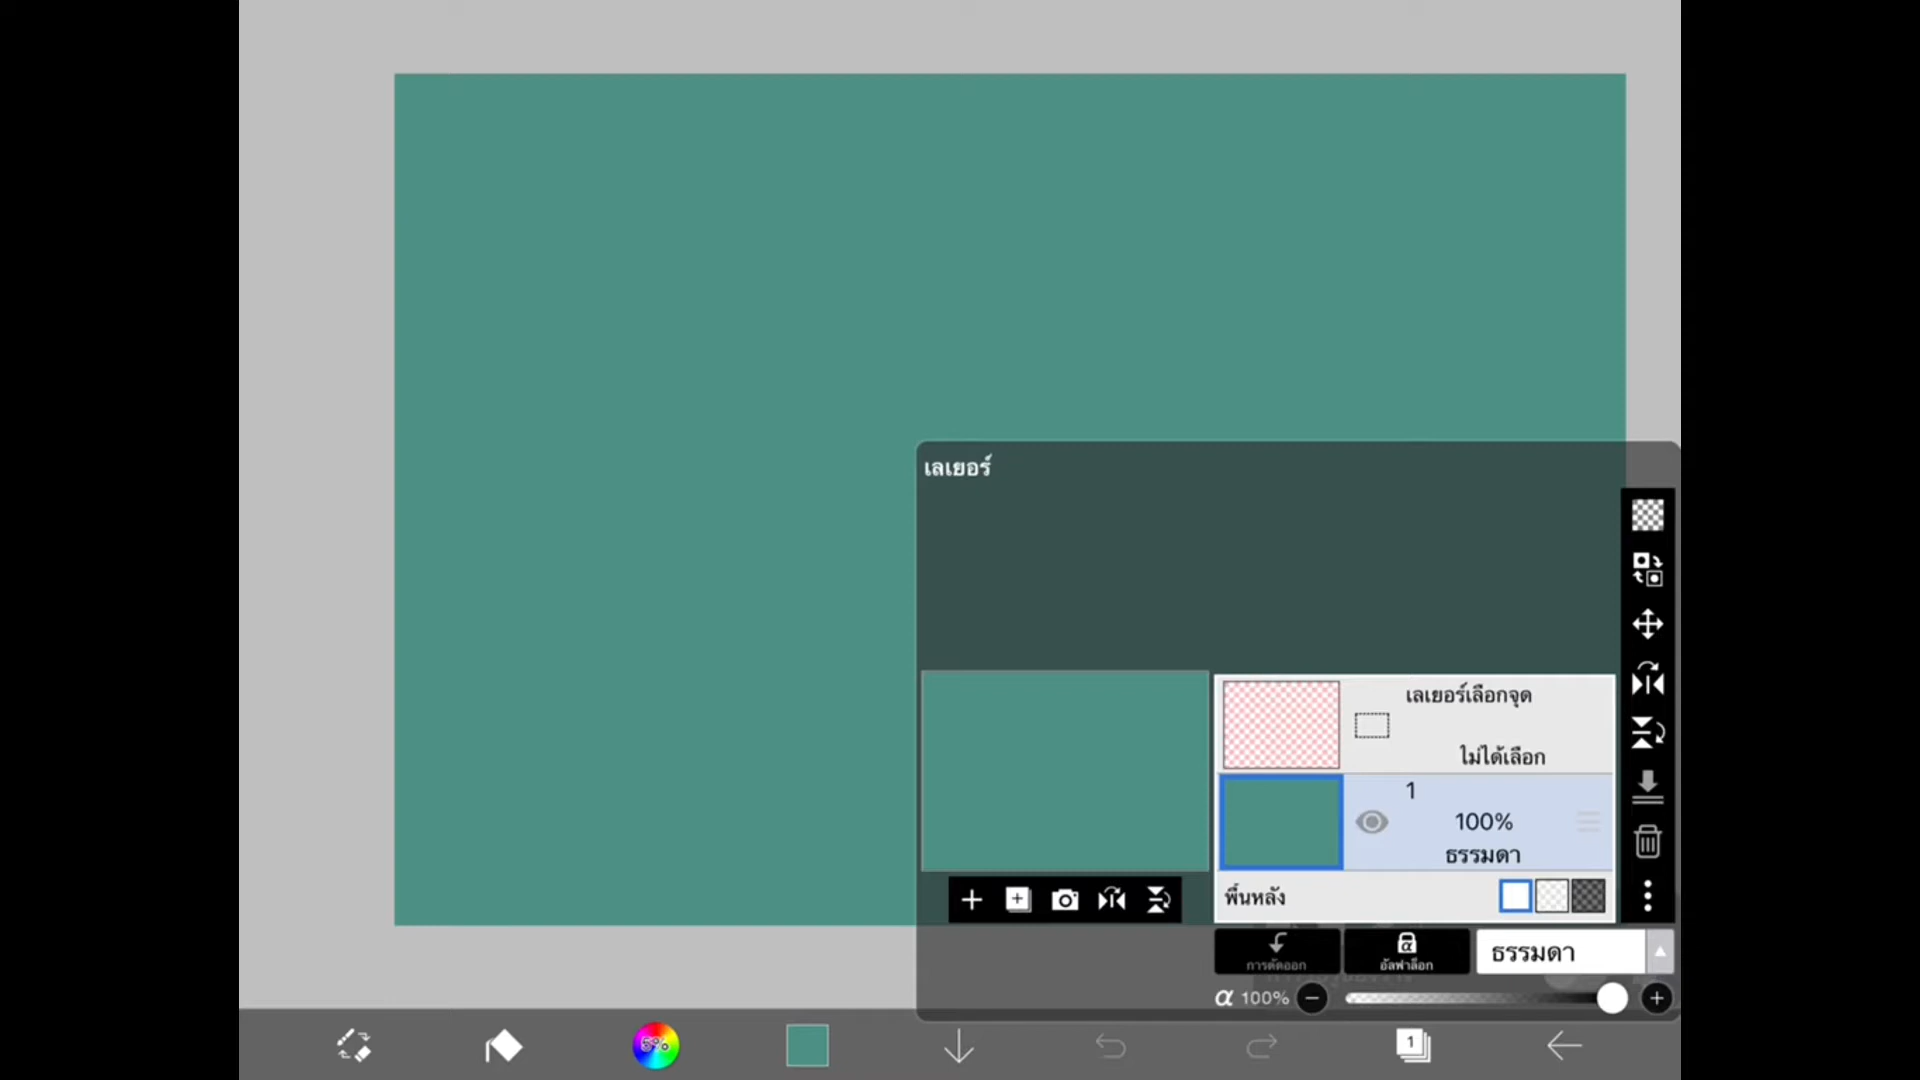 เลเยอร์
เลเยอร์เลือกจุด
ไม่ได้เลือก
1
100%
ธรรมดา
พื้นหลัง
การตัดออก
อัลฟาล็อก
ธรรมดา
α 100%
6%
1